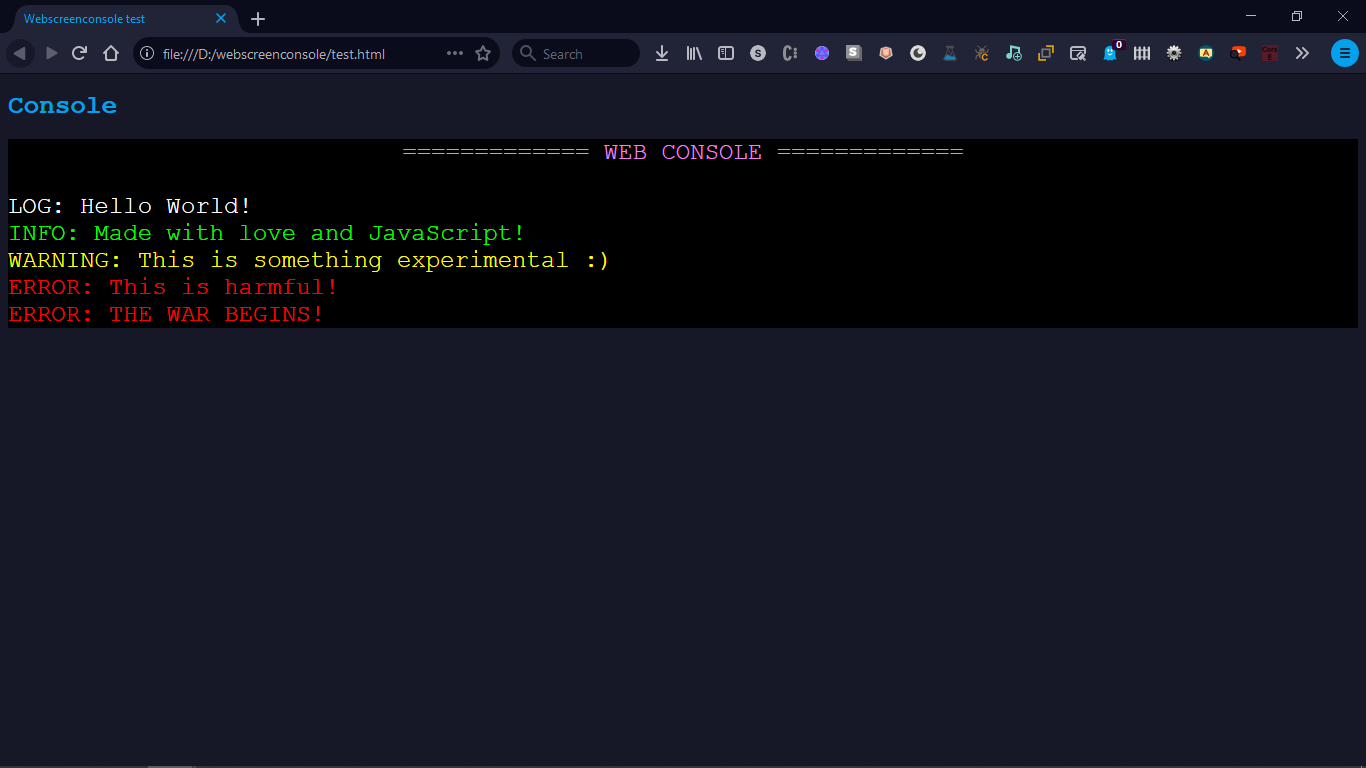 Webscreenconsole test
file:///D:/webscreenconsole/test.html
Search
0
Console
============= WEB CONSOLE =============
LOG: Hello World!
INFO: Made with love and JavaScript!
WARNING: This is something experimental :)
ERROR: This is harmful!
ERROR: THE WAR BEGINS!